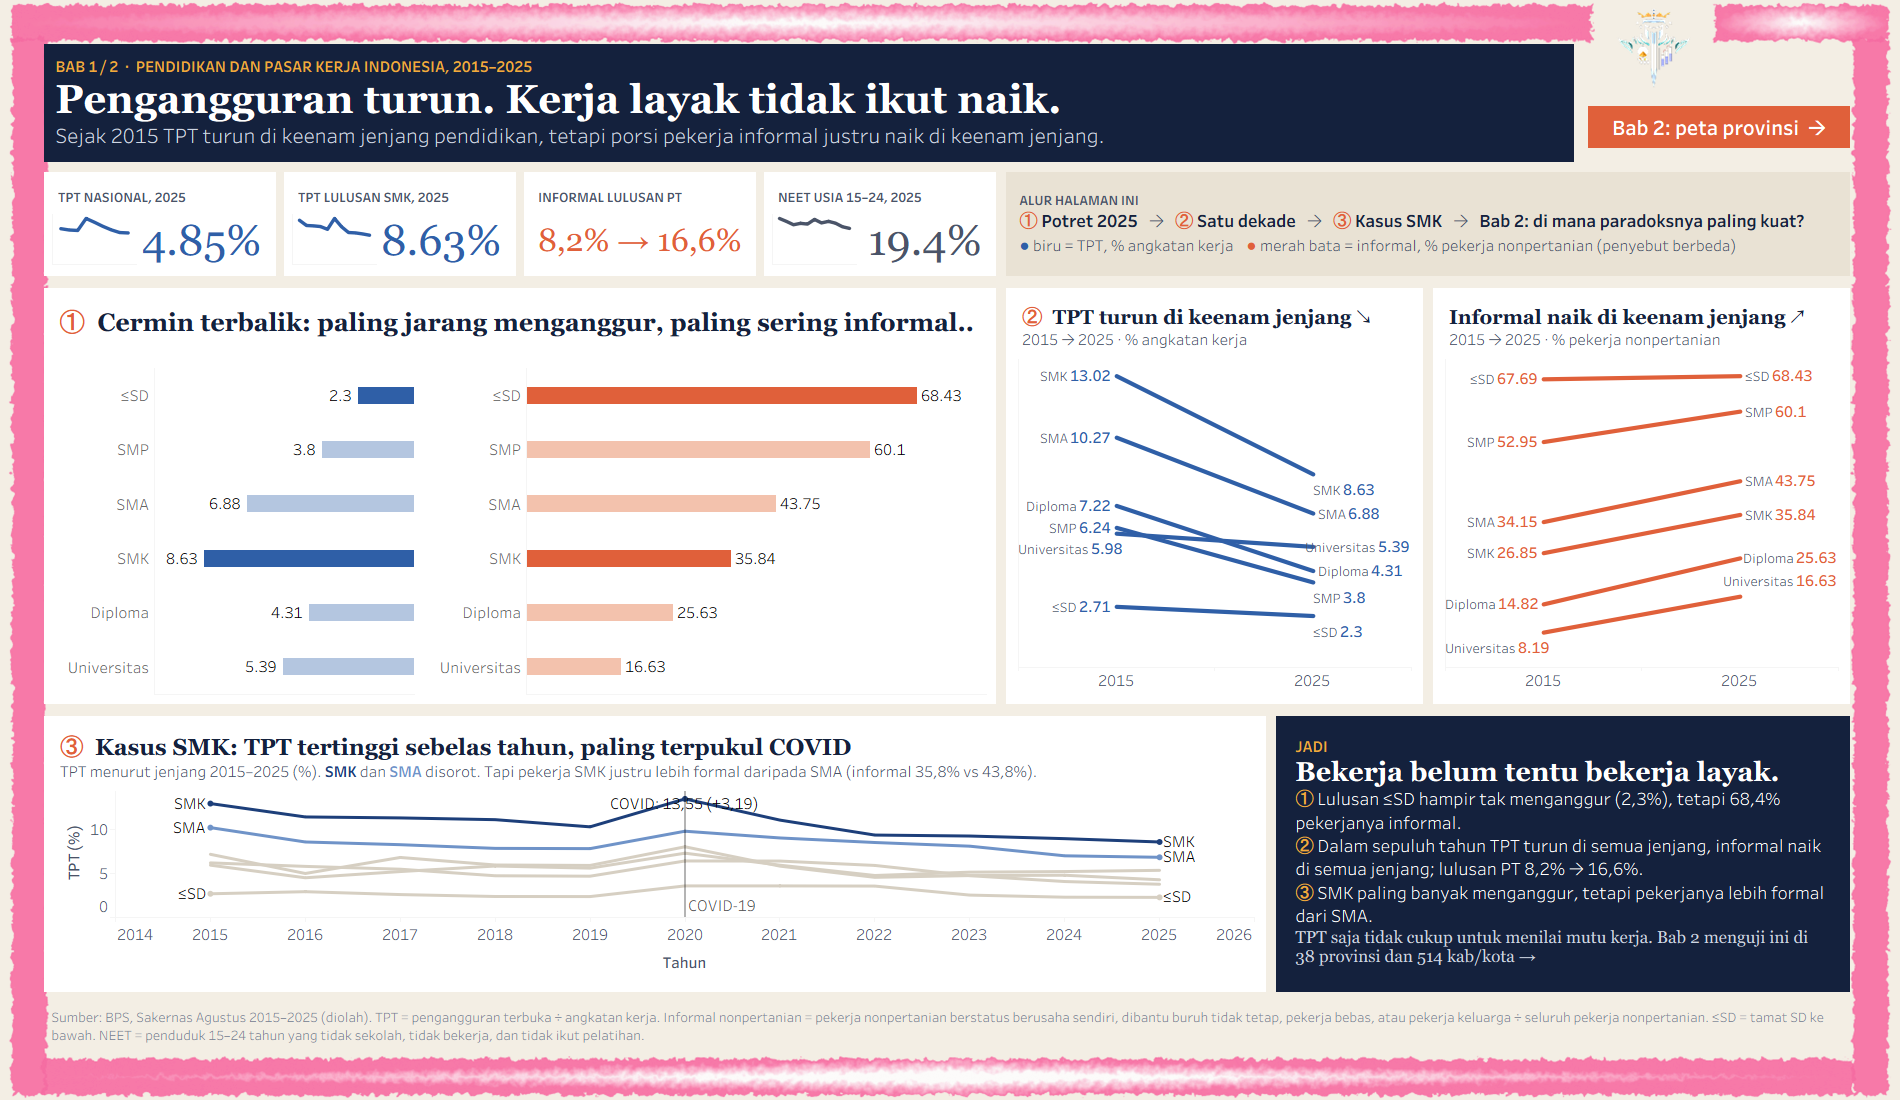 BAB 1 / 2 · PENDIDIKAN DAN PASAR KERJA INDONESIA, 2015–2025
Pengangguran turun. Kerja layak tidak ikut naik.
Sejak 2015 TPT turun di keenam jenjang pendidikan, tetapi porsi pekerja informal justru naik di keenam jenjang.
Bab 2: peta provinsi →
TPT NASIONAL, 2025
4.85%
TPT LULUSAN SMK, 2025
8.63%
INFORMAL LULUSAN PT
8,2% → 16,6%
NEET USIA 15–24, 2025
19.4%
ALUR HALAMAN INI
① Potret 2025 → ② Satu dekade → ③ Kasus SMK → Bab 2: di mana paradoksnya paling kuat?
● biru = TPT, % angkatan kerja ● merah bata = informal, % pekerja nonpertanian (penyebut berbeda)
① Cermin terbalik: paling jarang menganggur, paling sering informal..
≤SD 2.3 ≤SD 68.43
SMP 3.8 SMP 60.1
SMA 6.88 SMA 43.75
SMK 8.63 SMK 35.84
Diploma 4.31 Diploma 25.63
Universitas 5.39 Universitas 16.63
② TPT turun di keenam jenjang ↘
2015 → 2025 · % angkatan kerja
SMK 13.02
SMA 10.27
Diploma 7.22
SMP 6.24
Universitas 5.98
≤SD 2.71
SMK 8.63
SMA 6.88
Universitas 5.39
Diploma 4.31
SMP 3.8
≤SD 2.3
2015 2025
Informal naik di keenam jenjang ↗
2015 → 2025 · % pekerja nonpertanian
≤SD 67.69
SMP 52.95
SMA 34.15
SMK 26.85
Diploma 14.82
Universitas 8.19
≤SD 68.43
SMP 60.1
SMA 43.75
SMK 35.84
Diploma 25.63
Universitas 16.63
2015 2025
③ Kasus SMK: TPT tertinggi sebelas tahun, paling terpukul COVID
TPT menurut jenjang 2015–2025 (%). SMK dan SMA disorot. Tapi pekerja SMK justru lebih formal daripada SMA (informal 35,8% vs 43,8%).
TPT (%)
10
5
0
SMK
SMA
≤SD
COVID: 13,55 (+3,19)
COVID-19
SMK
SMA
≤SD
2014 2015 2016 2017 2018 2019 2020 2021 2022 2023 2024 2025 2026
Tahun
JADI
Bekerja belum tentu bekerja layak.
① Lulusan ≤SD hampir tak menganggur (2,3%), tetapi 68,4%
pekerjanya informal.
② Dalam sepuluh tahun TPT turun di semua jenjang, informal naik
di semua jenjang; lulusan PT 8,2% → 16,6%.
③ SMK paling banyak menganggur, tetapi pekerjanya lebih formal
dari SMA.
TPT saja tidak cukup untuk menilai mutu kerja. Bab 2 menguji ini di
38 provinsi dan 514 kab/kota →
Sumber: BPS, Sakernas Agustus 2015–2025 (diolah). TPT = pengangguran terbuka ÷ angkatan kerja. Informal nonpertanian = pekerja nonpertanian berstatus berusaha sendiri, dibantu buruh tidak tetap, pekerja bebas, atau pekerja keluarga ÷ seluruh pekerja nonpertanian. ≤SD = tamat SD ke
bawah. NEET = penduduk 15–24 tahun yang tidak sekolah, tidak bekerja, dan tidak ikut pelatihan.